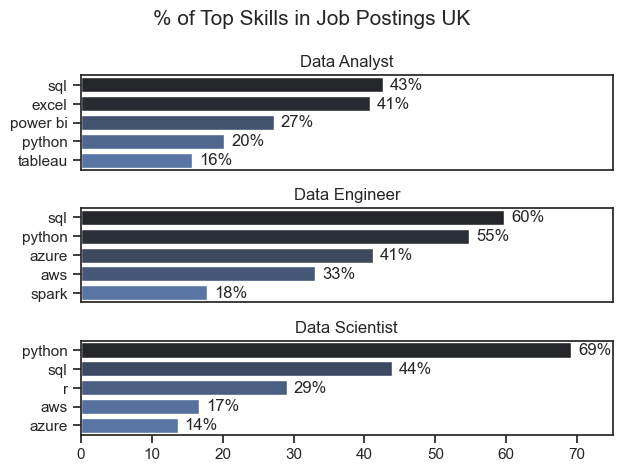 % of Top Skills in Job Postings UK
Data Analyst
sql 43%
excel 41%
power bi 27%
python 20%
tableau 16%
Data Engineer
sql 60%
python 55%
azure 41%
aws 33%
spark 18%
Data Scientist
python 69%
sql 44%
r 29%
aws 17%
azure 14%
0 10 20 30 40 50 60 70